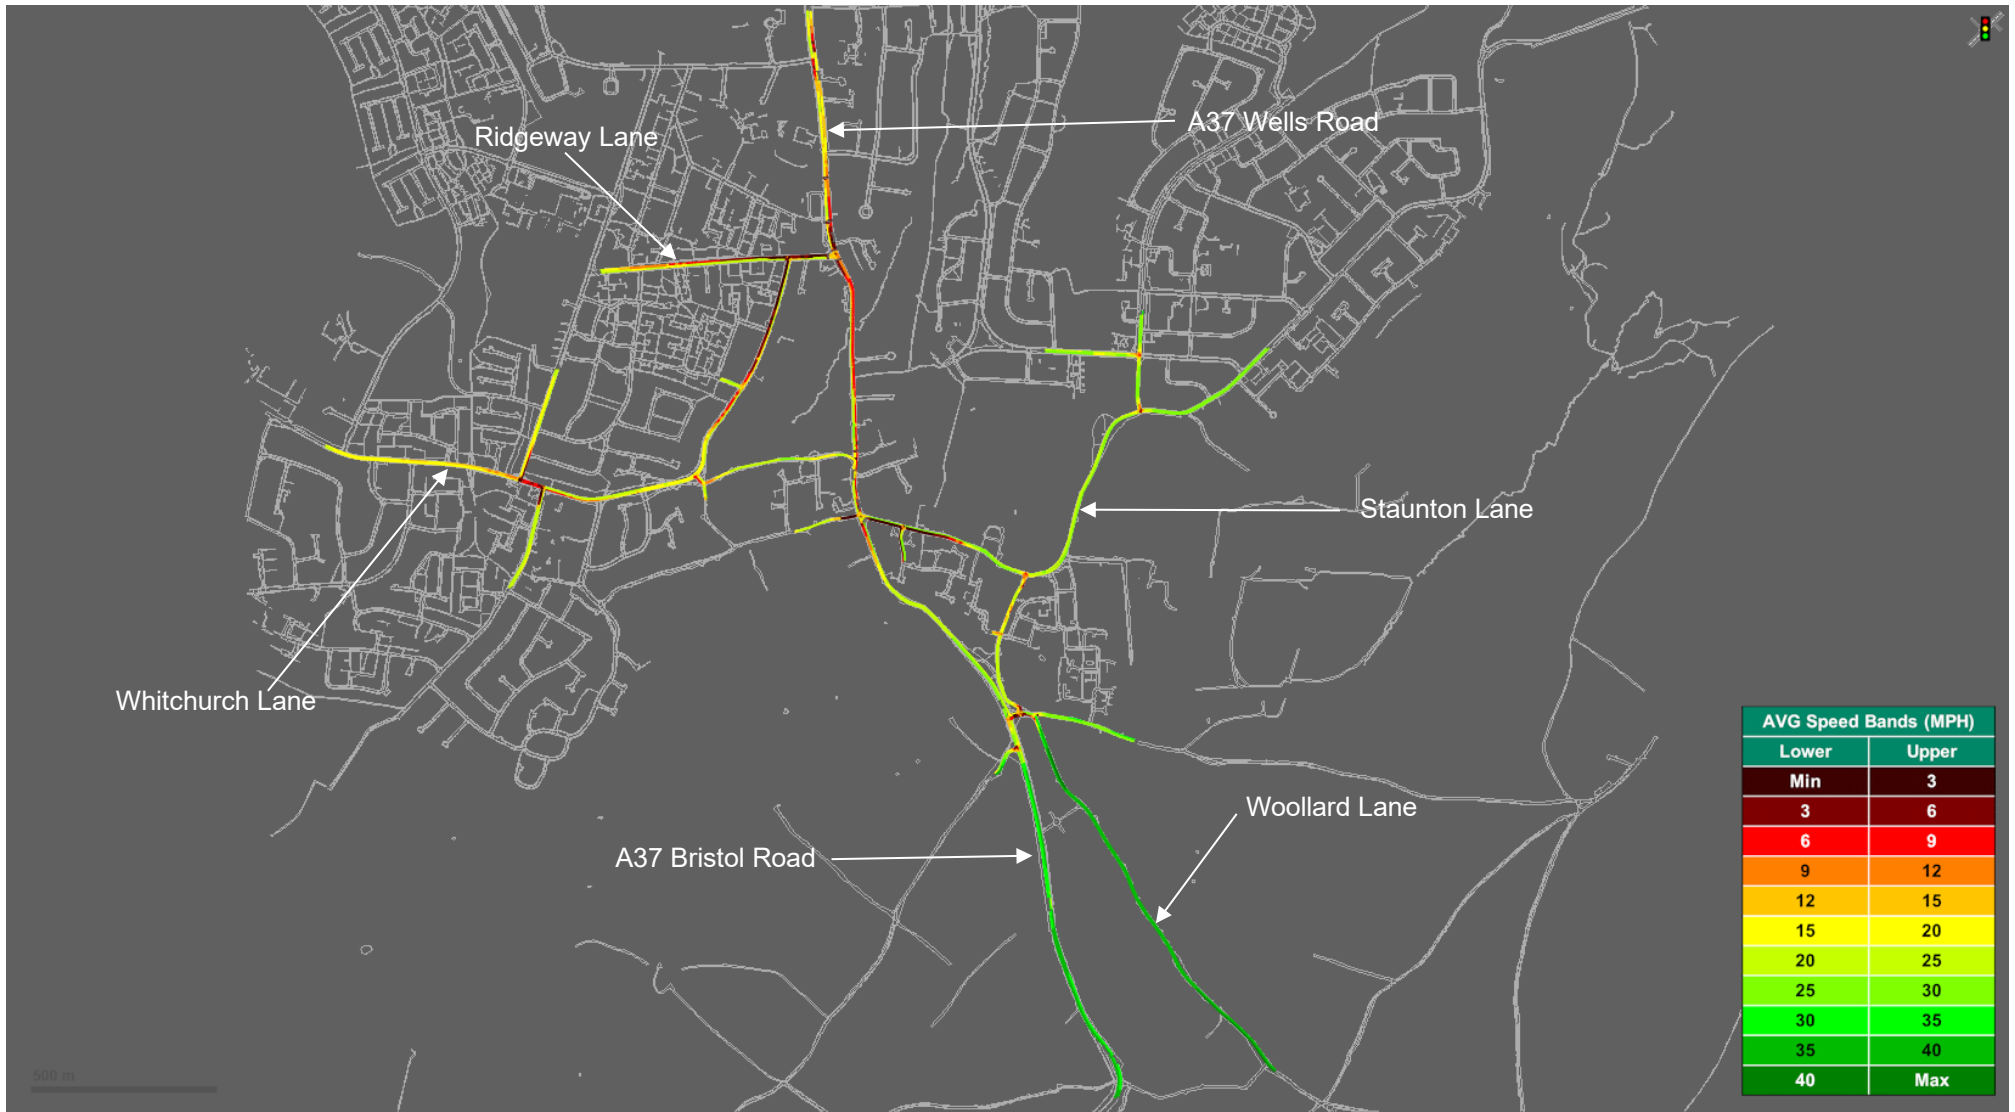 A37 Wells Road
Ridgeway Lane
Staunton Lane
Whitchurch Lane
Woollard Lane
A37 Bristol Road
500 m
AVG Speed Bands (MPH)
Lower Upper
Min 3
3 6
6 9
9 12
12 15
15 20
20 25
25 30
30 35
35 40
40 Max